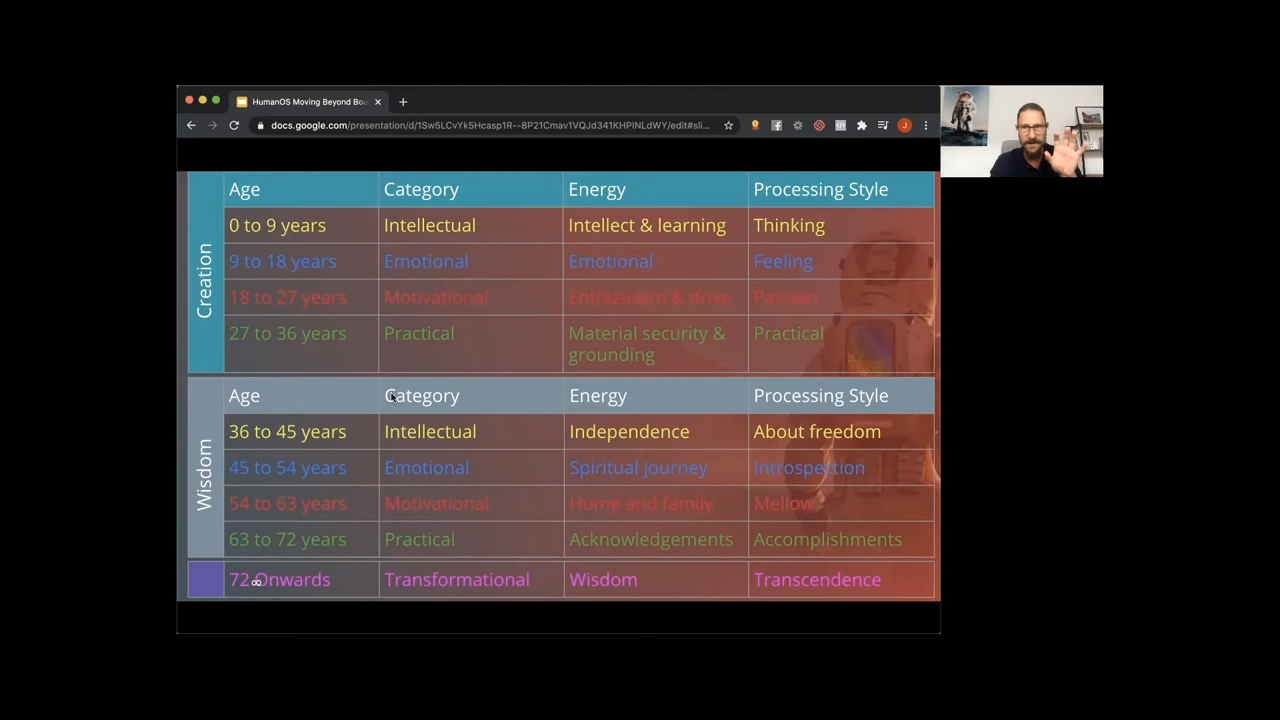 HumanOS Moving Beyond Bou
docs.google.com/presentation/d/1Sw5LCvYk5Hcasp1R--8P21Cmav1VQJd341KHPINLdWY/edit#sli...
Creation
Age Category Energy Processing Style
0 to 9 years Intellectual Intellect & learning Thinking
9 to 18 years Emotional Emotional Feeling
18 to 27 years Motivational Enthusiasm & drive Passion
27 to 36 years Practical Material security & Practical
grounding
Wisdom
Age Category Energy Processing Style
36 to 45 years Intellectual Independence About freedom
45 to 54 years Emotional Spiritual journey Introspection
54 to 63 years Motivational Home and family Mellow
63 to 72 years Practical Acknowledgements Accomplishments
72 Onwards Transformational Wisdom Transcendence